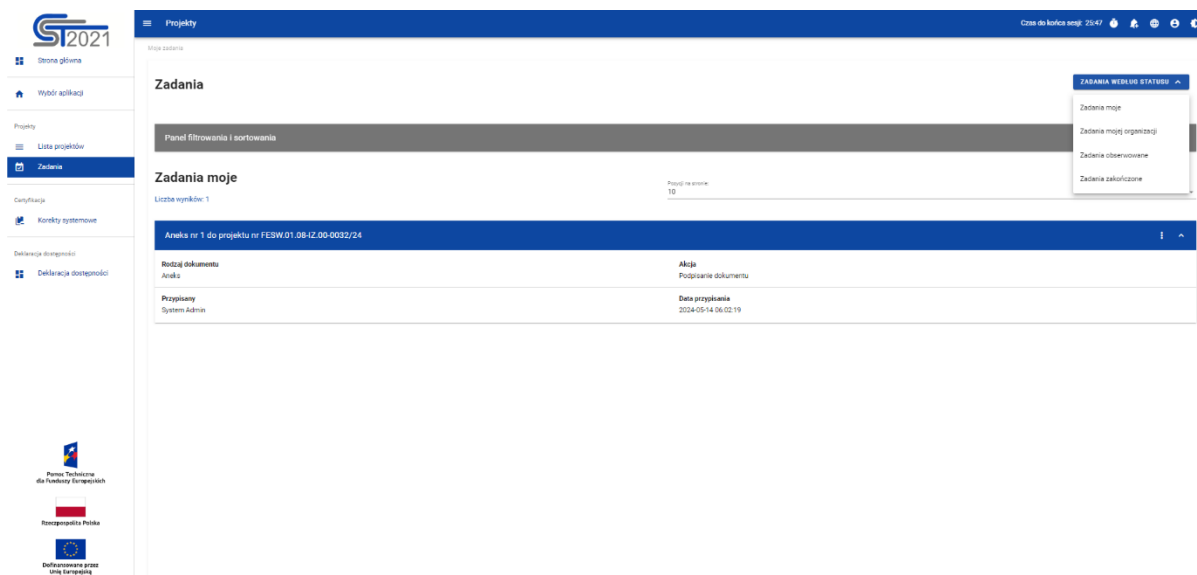 ST2021
Strona główna
Wybór aplikacji
Projekty
Lista projektów
Zadania
Certyfikacja
Korekty systemowe
Deklaracja dostępności
Deklaracja dostępności
Pomoc Techniczna
dla Funduszy Europejskich
Rzeczpospolita Polska
Dofinansowane przez
Unię Europejską
Projekty
Czas do końca sesji: 25:47
Moje zadania
Zadania
ZADANIA WEDŁUG STATUSU
Zadania moje
Zadania mojej organizacji
Zadania obserwowane
Zadania zakończone
Panel filtrowania i sortowania
Zadania moje
Liczba wyników: 1
Pozycji na stronie:
10
Aneks nr 1 do projektu nr FESW.01.08-IZ.00-0032/24
Rodzaj dokumentu
Aneks
Akcja
Podpisanie dokumentu
Przypisany
System Admin
Data przypisania
2024-05-14 06:02:19